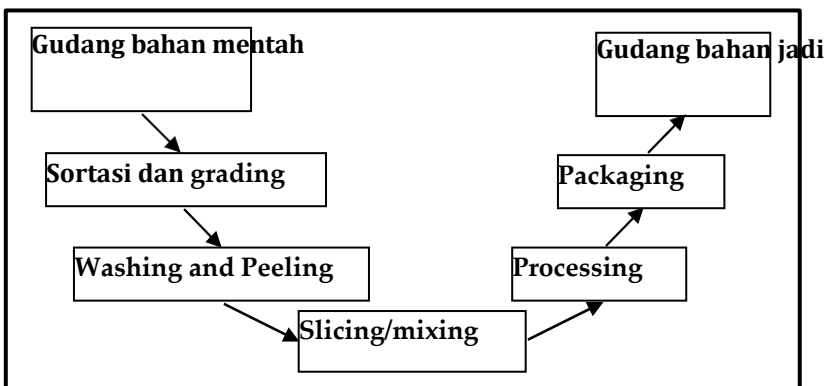 Gudang bahan mentah
Gudang bahan jadi
Sortasi dan grading
Packaging
Washing and Peeling
Processing
Slicing/mixing